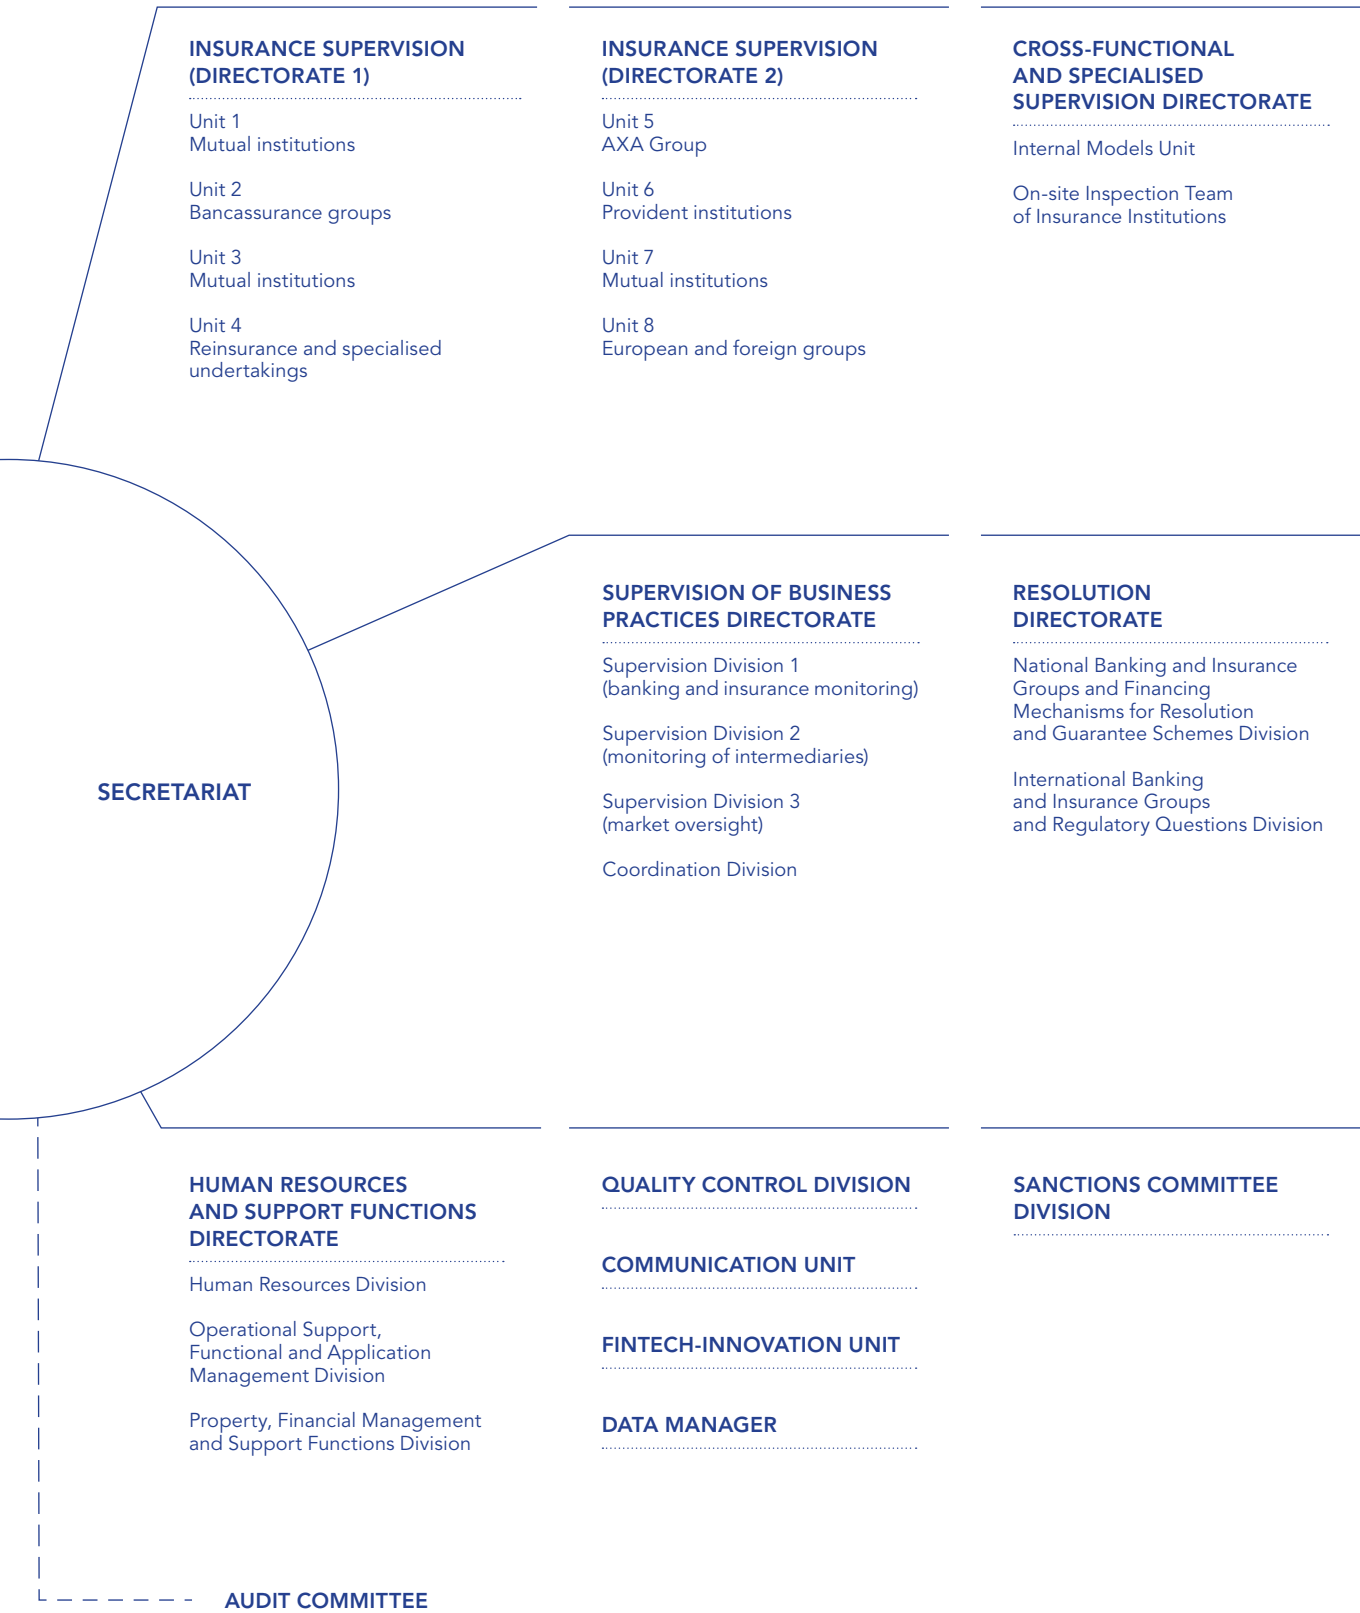 INSURANCE SUPERVISION
(DIRECTORATE 1)
Unit 1
Mutual institutions
Unit 2
Bancassurance groups
Unit 3
Mutual institutions
Unit 4
Reinsurance and specialised
undertakings
INSURANCE SUPERVISION
(DIRECTORATE 2)
Unit 5
AXA Group
Unit 6
Provident institutions
Unit 7
Mutual institutions
Unit 8
European and foreign groups
CROSS-FUNCTIONAL
AND SPECIALISED
SUPERVISION DIRECTORATE
Internal Models Unit
On-site Inspection Team
of Insurance Institutions
SECRETARIAT
SUPERVISION OF BUSINESS
PRACTICES DIRECTORATE
Supervision Division 1
(banking and insurance monitoring)
Supervision Division 2
(monitoring of intermediaries)
Supervision Division 3
(market oversight)
Coordination Division
RESOLUTION
DIRECTORATE
National Banking and Insurance
Groups and Financing
Mechanisms for Resolution
and Guarantee Schemes Division
International Banking
and Insurance Groups
and Regulatory Questions Division
HUMAN RESOURCES
AND SUPPORT FUNCTIONS
DIRECTORATE
Human Resources Division
Operational Support,
Functional and Application
Management Division
Property, Financial Management
and Support Functions Division
QUALITY CONTROL DIVISION
COMMUNICATION UNIT
FINTECH-INNOVATION UNIT
DATA MANAGER
SANCTIONS COMMITTEE
DIVISION
AUDIT COMMITTEE